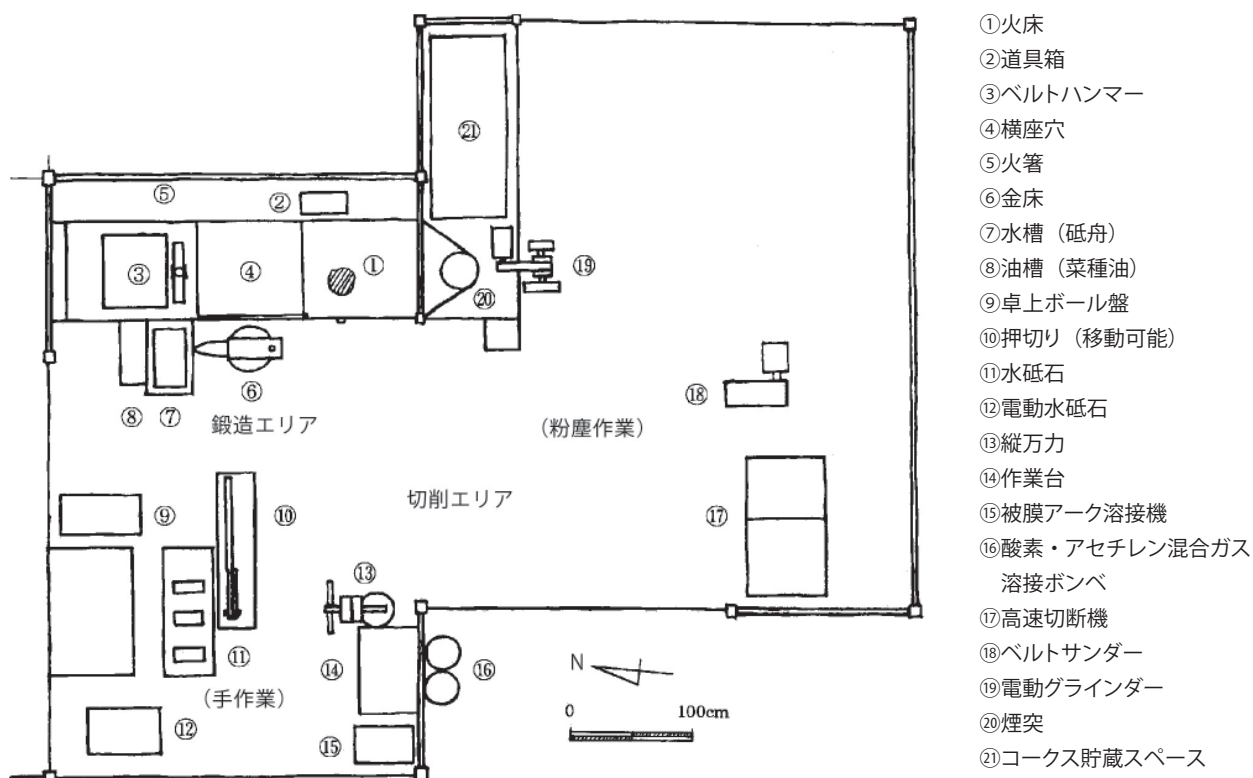 ㉑
⑤
②
③
④
①
⑲
⑳
⑥
⑧
⑦
鍛造エリア
(粉塵作業)
⑱
切削エリア
⑨
⑩
⑰
⑬
⑪
⑭
⑯
N
(手作業)
⑫
⑮
0
100cm
①火床
②道具箱
③ベルトハンマー
④横座穴
⑤火箸
⑥金床
⑦水槽（砥舟）
⑧油槽（菜種油）
⑨卓上ボール盤
⑩押切り（移動可能）
⑪水砥石
⑫電動水砥石
⑬縦万力
⑭作業台
⑮被膜アーク溶接機
⑯酸素・アセチレン混合ガス
溶接ボンベ
⑰高速切断機
⑱ベルトサンダー
⑲電動グラインダー
⑳煙突
㉑コークス貯蔵スペース